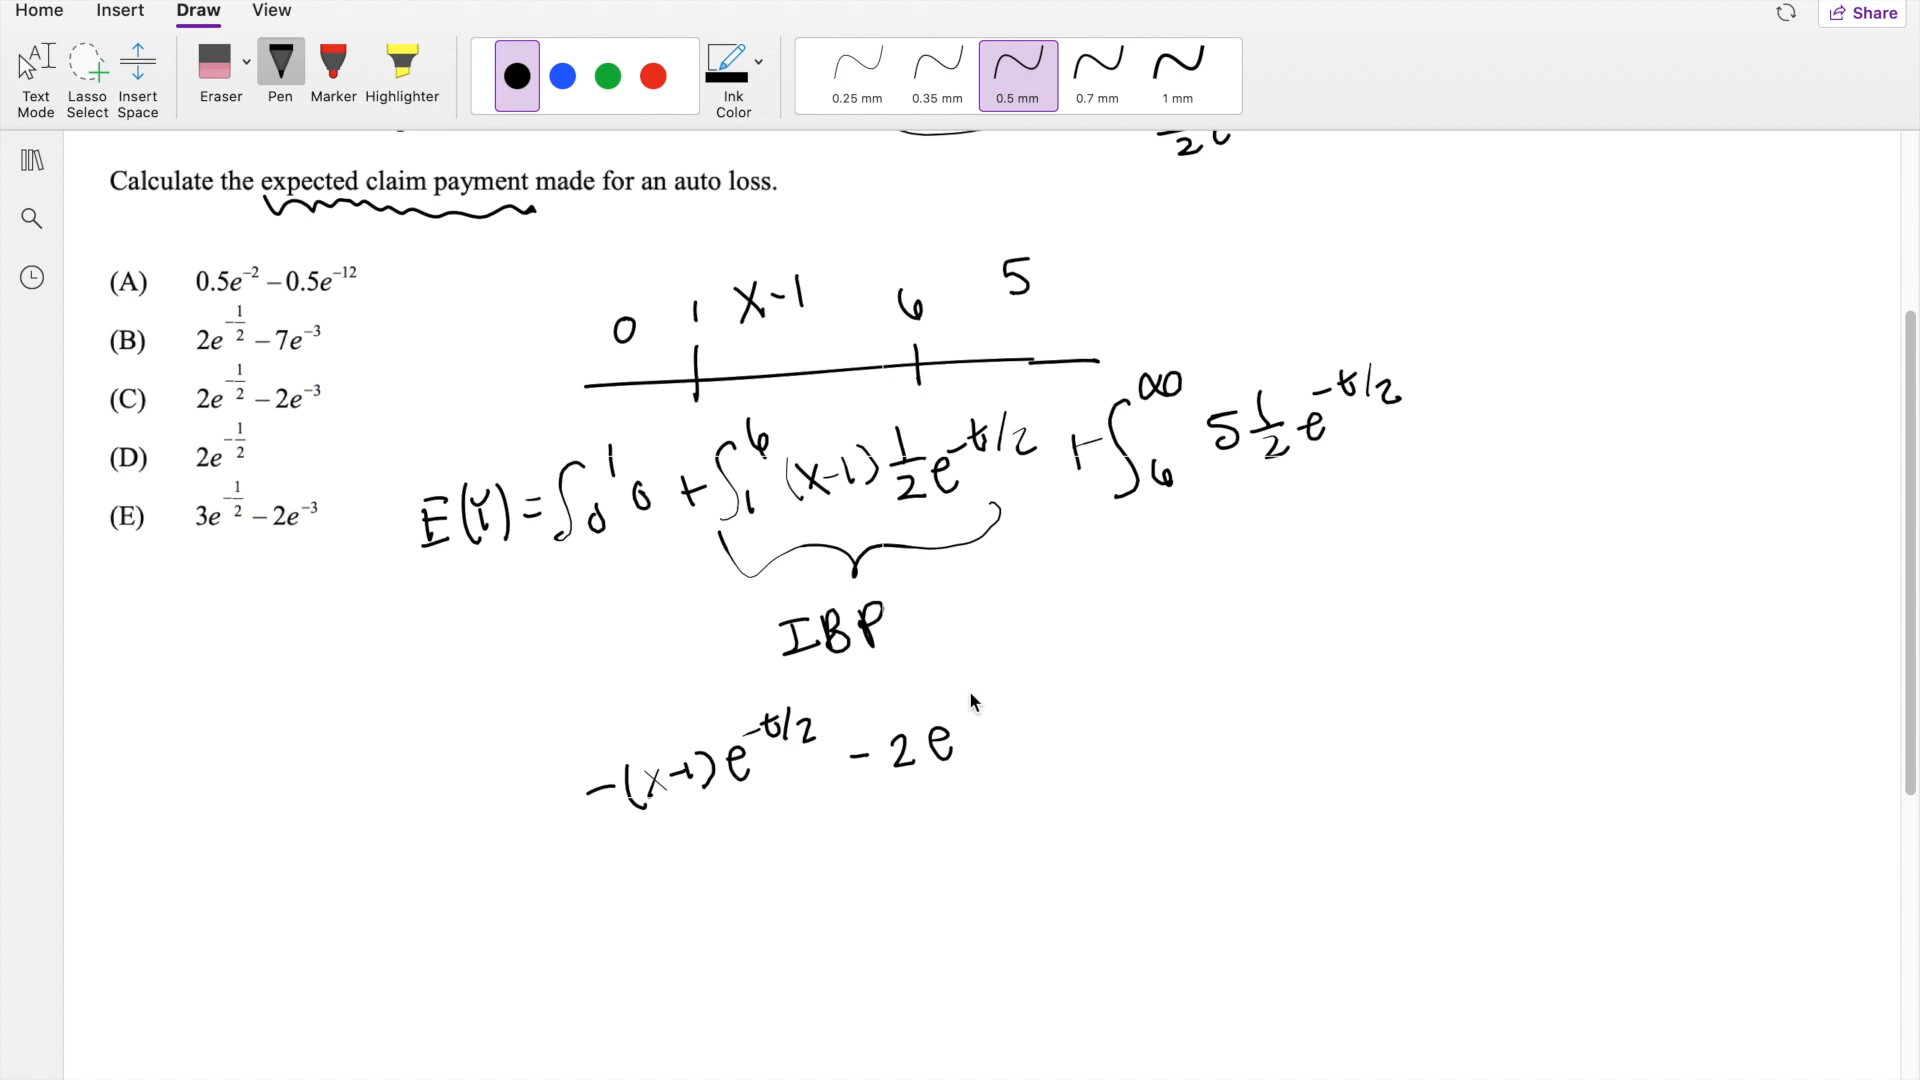 Home Insert Draw View Share
Text Mode Lasso Select Insert Space Eraser Pen Marker Highlighter Ink Color 0.25 mm 0.35 mm 0.5 mm 0.7 mm 1 mm
2
Calculate the expected claim payment made for an auto loss.
(A) 0.5e^{-2} – 0.5e^{-12}
(B) 2e^{-1/2} – 7e^{-3}
(C) 2e^{-1/2} – 2e^{-3}
(D) 2e^{-1/2}
(E) 3e^{-1/2} – 2e^{-3}
0 1 x-1 6 5
E(Y) = ∫_0^1 0 + ∫_1^6 (x-1) 1/2 e^{-t/2} + ∫_6^∞ 5 1/2 e^{-t/2}
IBP
-(x-1) e^{-t/2} - 2e